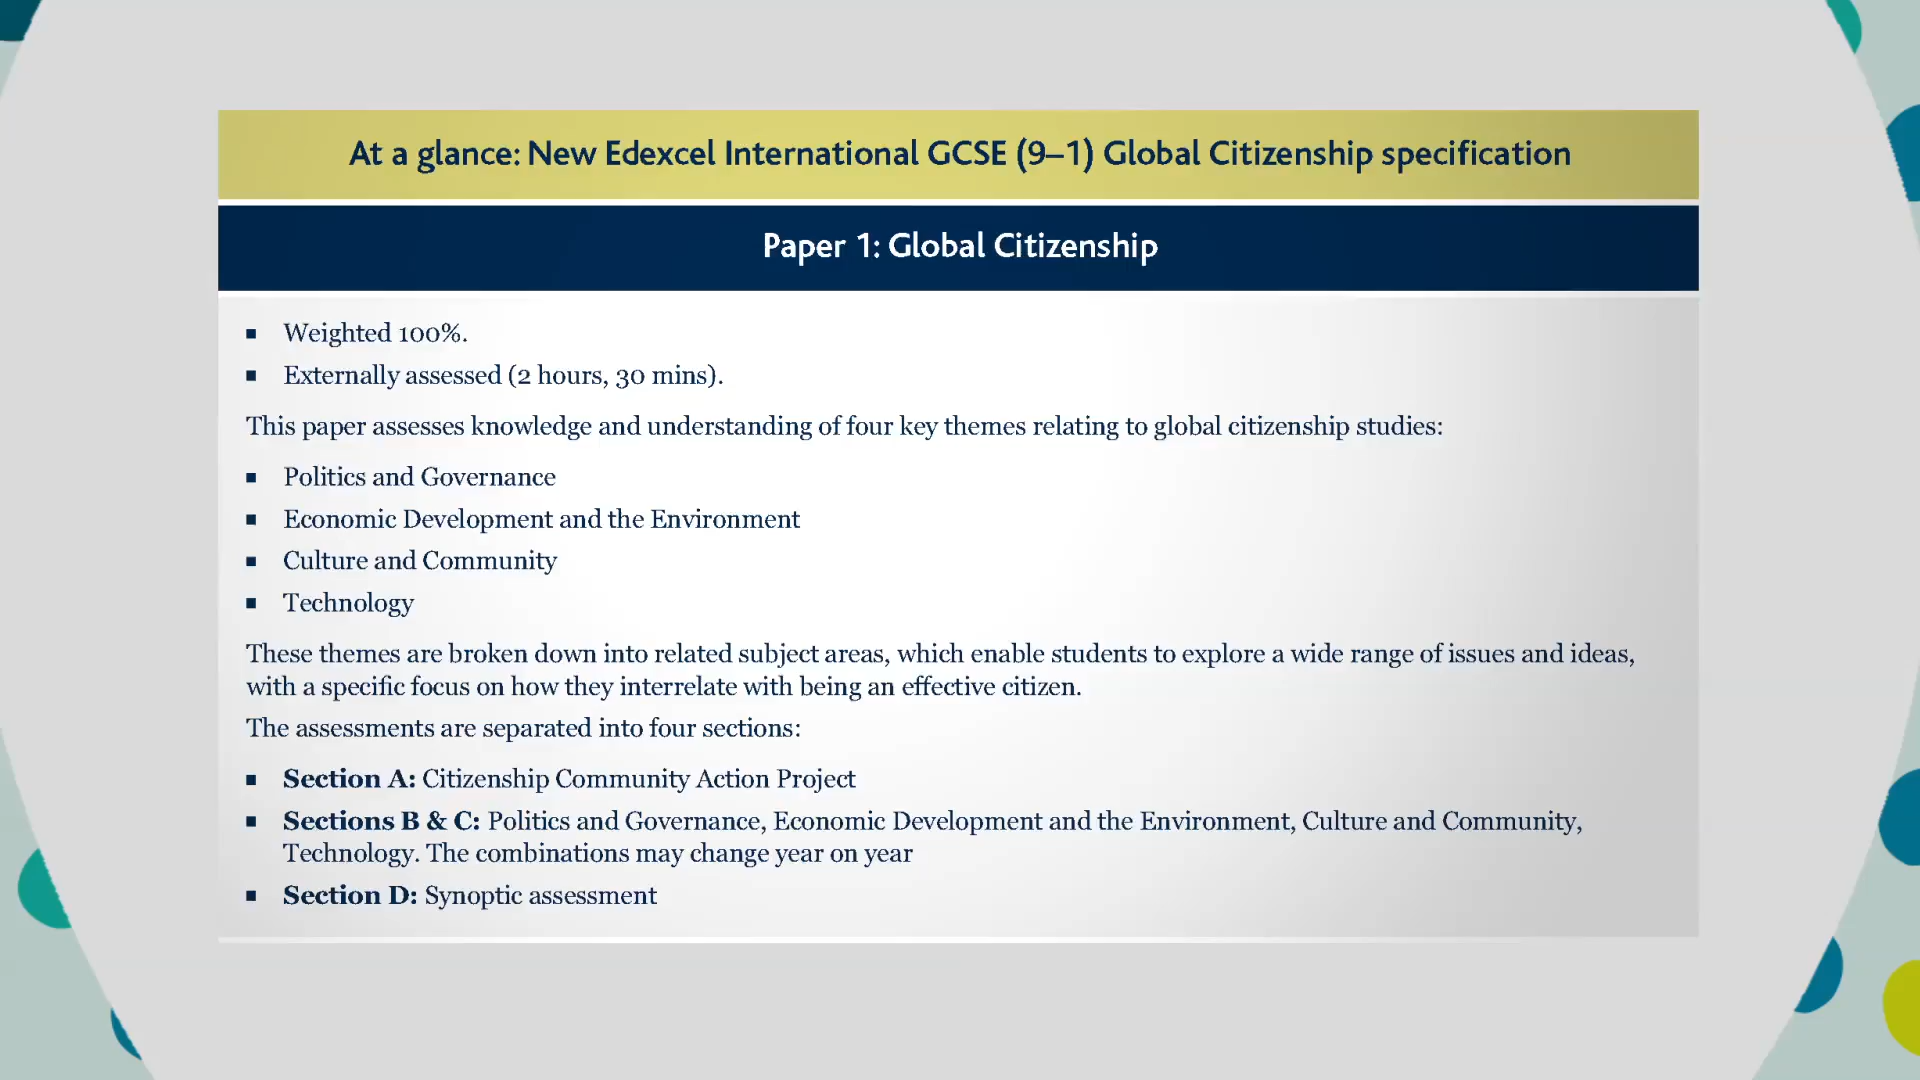 At a glance: New Edexcel International GCSE (9–1) Global Citizenship specification
Paper 1: Global Citizenship
▪ Weighted 100%.
▪ Externally assessed (2 hours, 30 mins).
This paper assesses knowledge and understanding of four key themes relating to global citizenship studies:
▪ Politics and Governance
▪ Economic Development and the Environment
▪ Culture and Community
▪ Technology
These themes are broken down into related subject areas, which enable students to explore a wide range of issues and ideas,
with a specific focus on how they interrelate with being an effective citizen.
The assessments are separated into four sections:
▪ Section A: Citizenship Community Action Project
▪ Sections B & C: Politics and Governance, Economic Development and the Environment, Culture and Community,
Technology. The combinations may change year on year
▪ Section D: Synoptic assessment